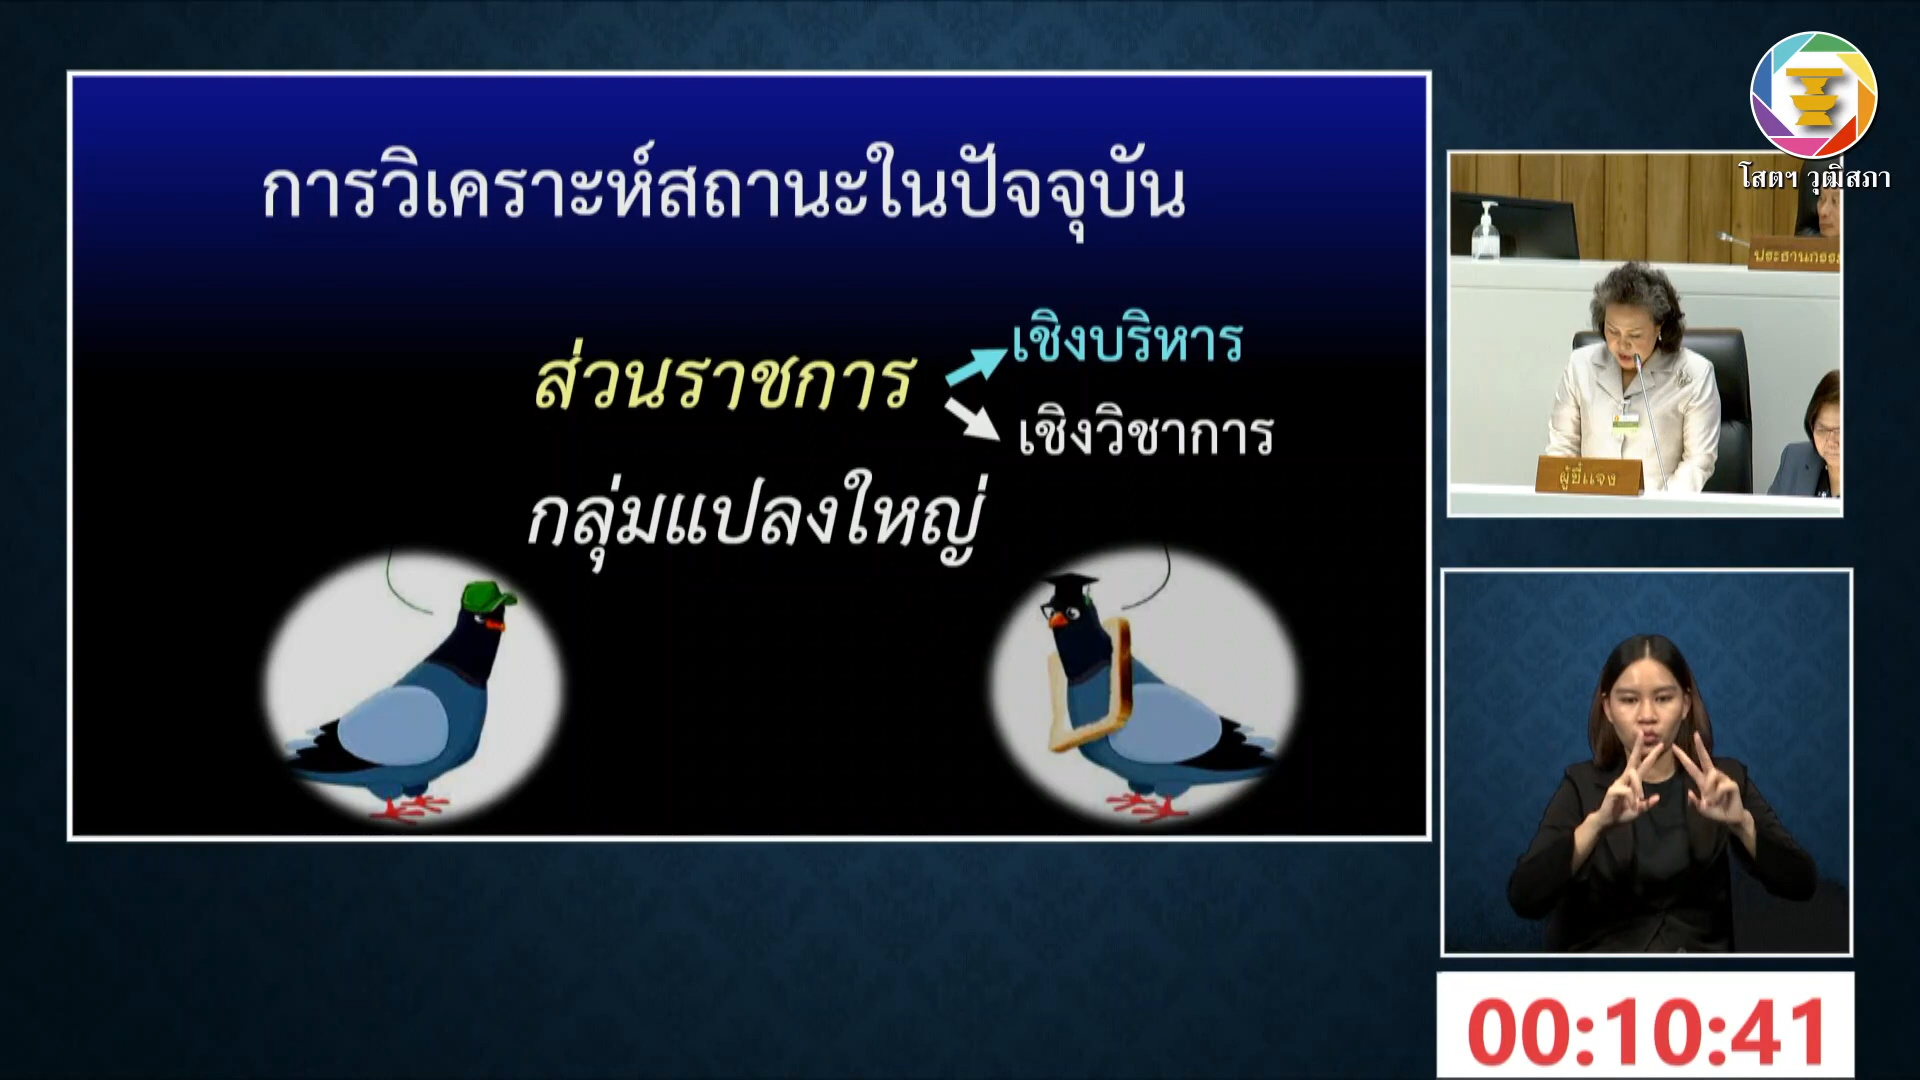 การวิเคราะห์สถานะในปัจจุบัน
ส่วนราชการ
เชิงบริหาร
เชิงวิชาการ
กลุ่มแปลงใหญ่
โสตฯ วุฒิสภา
ประธานกรร
ผู้ชี้แจง
00:10:41